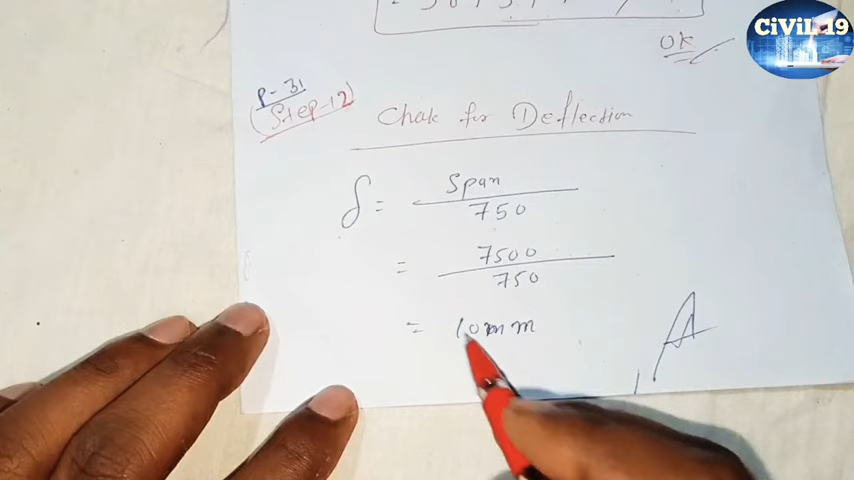 CiViL 19
OK
P-31
Step-12
Chak for Deflection
δ = Span / 750
= 7500 / 750
= 10mm
A